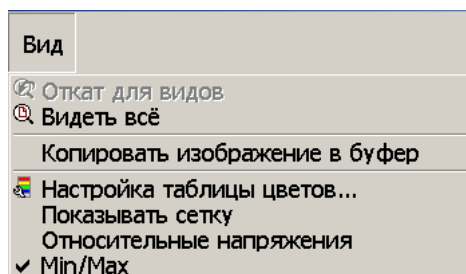 Вид
Откат для видов
Видеть всё
Копировать изображение в буфер
Настройка таблицы цветов...
Показывать сетку
Относительные напряжения
Min/Max